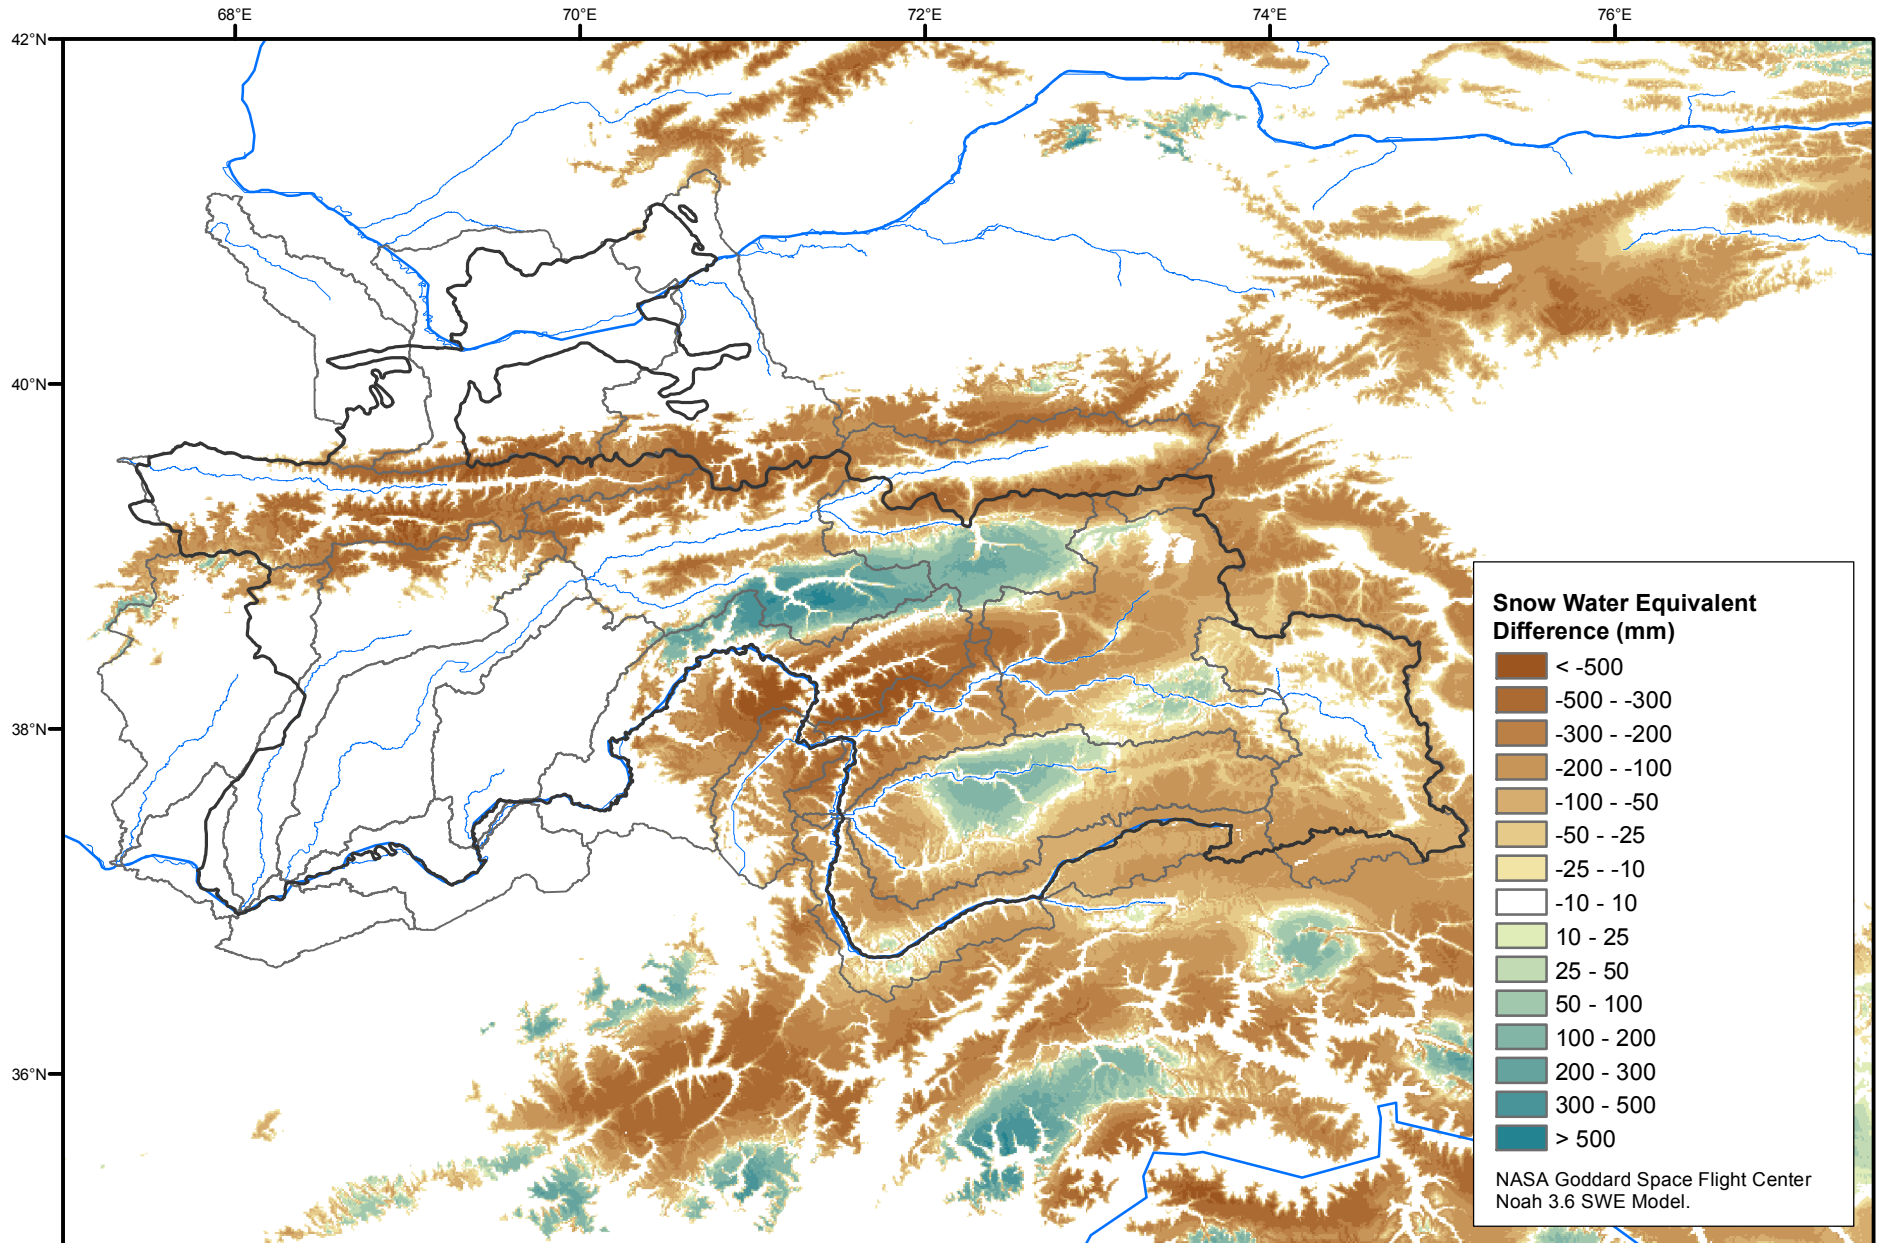 68°E
70°E
72°E
74°E
76°E
42°N
40°N
38°N
36°N
Snow Water Equivalent
Difference (mm)
< -500
-500 - -300
-300 - -200
-200 - -100
-100 - -50
-50 - -25
-25 - -10
-10 - 10
10 - 25
25 - 50
50 - 100
100 - 200
200 - 300
300 - 500
> 500
NASA Goddard Space Flight Center
Noah 3.6 SWE Model.